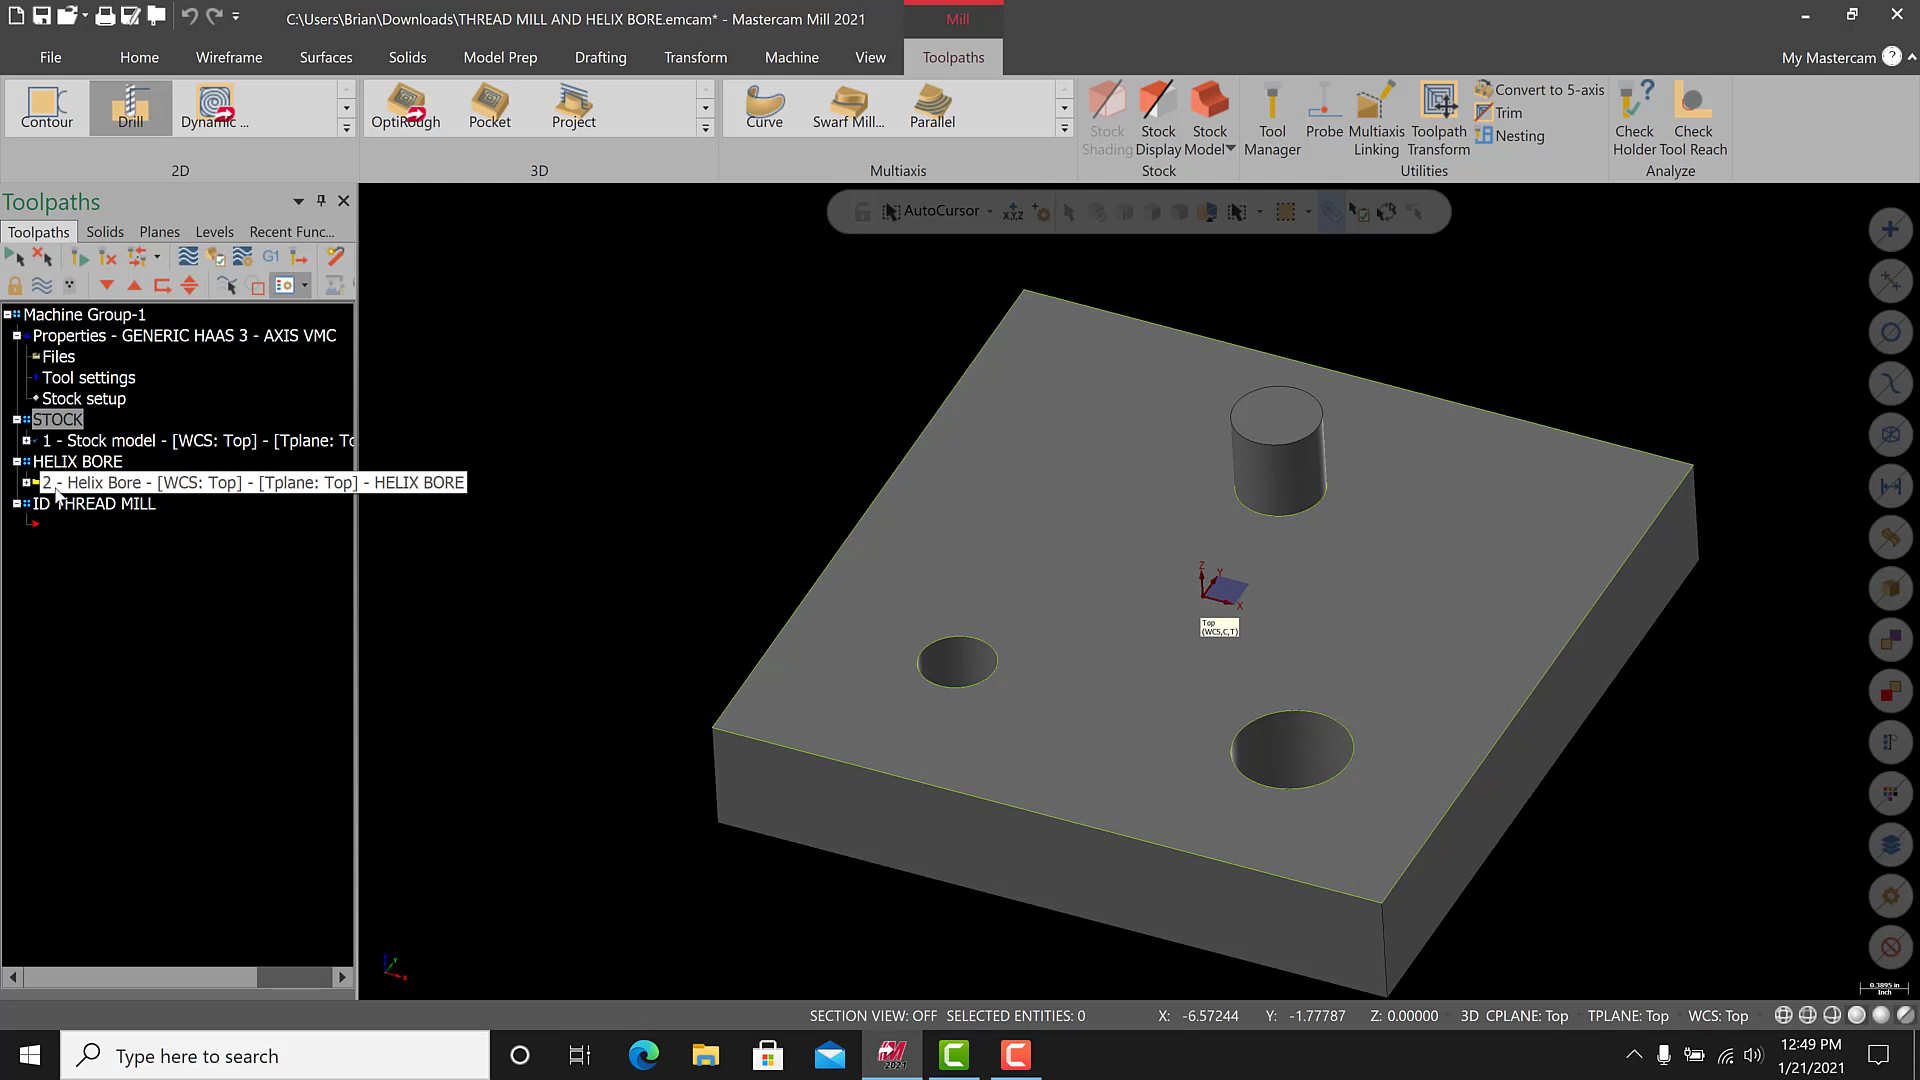 C:\Users\Brian\Downloads\THREAD MILL AND HELIX BORE.emcam* - Mastercam Mill 2021
Mill
File
Home
Wireframe
Surfaces
Solids
Model Prep
Drafting
Transform
Machine
View
Toolpaths
My Mastercam
Contour
Drill
Dynamic ...
2D
OptiRough
Pocket
Project
3D
Curve
Swarf Mill...
Parallel
Multiaxis
Stock Shading
Stock Display
Stock Model
Stock
Tool Manager
Probe
Multiaxis Linking
Toolpath Transform
Convert to 5-axis
Trim
Nesting
Utilities
Check Holder
Check Tool Reach
Analyze
Toolpaths
Toolpaths
Solids
Planes
Levels
Recent Func...
G1
Machine Group-1
Properties - GENERIC HAAS 3 - AXIS VMC
Files
Tool settings
Stock setup
STOCK
1 - Stock model - [WCS: Top] - [Tplane: To
HELIX BORE
2 - Helix Bore - [WCS: Top] - [Tplane: Top] - HELIX BORE
ID THREAD MILL
AutoCursor
XYZ
Z
Y
X
Top
(WCS,C,T)
0.3895 in
Inch
SECTION VIEW: OFF
SELECTED ENTITIES: 0
X: -6.57244
Y: -1.77787
Z: 0.00000
3D
CPLANE: Top
TPLANE: Top
WCS: Top
Type here to search
2021
12:49 PM
1/21/2021